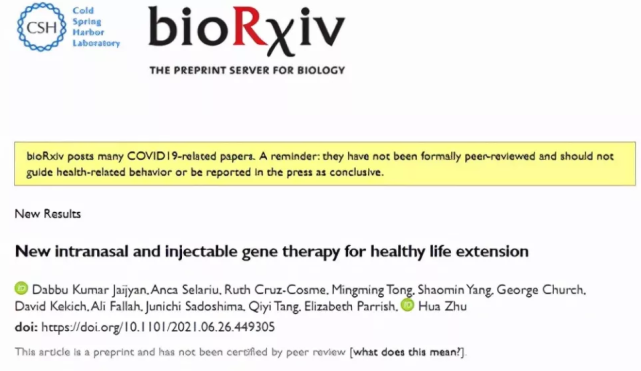 CSH
Cold
Spring
Harbor
Laboratory
bioRxiv
THE PREPRINT SERVER FOR BIOLOGY
bioRxiv posts many COVID19-related papers. A reminder: they have not been formally peer-reviewed and should not
guide health-related behavior or be reported in the press as conclusive.
New Results
New intranasal and injectable gene therapy for healthy life extension
iD Dabbu Kumar Jaijyan, Anca Selariu, Ruth Cruz-Cosme, Mingming Tong, Shaomin Yang, George Church,
David Kekich, Ali Fallah, Junichi Sadoshima, Qiyi Tang, Elizabeth Parrish, iD Hua Zhu
doi: https://doi.org/10.1101/2021.06.26.449305
This article is a preprint and has not been certified by peer review [what does this mean?].